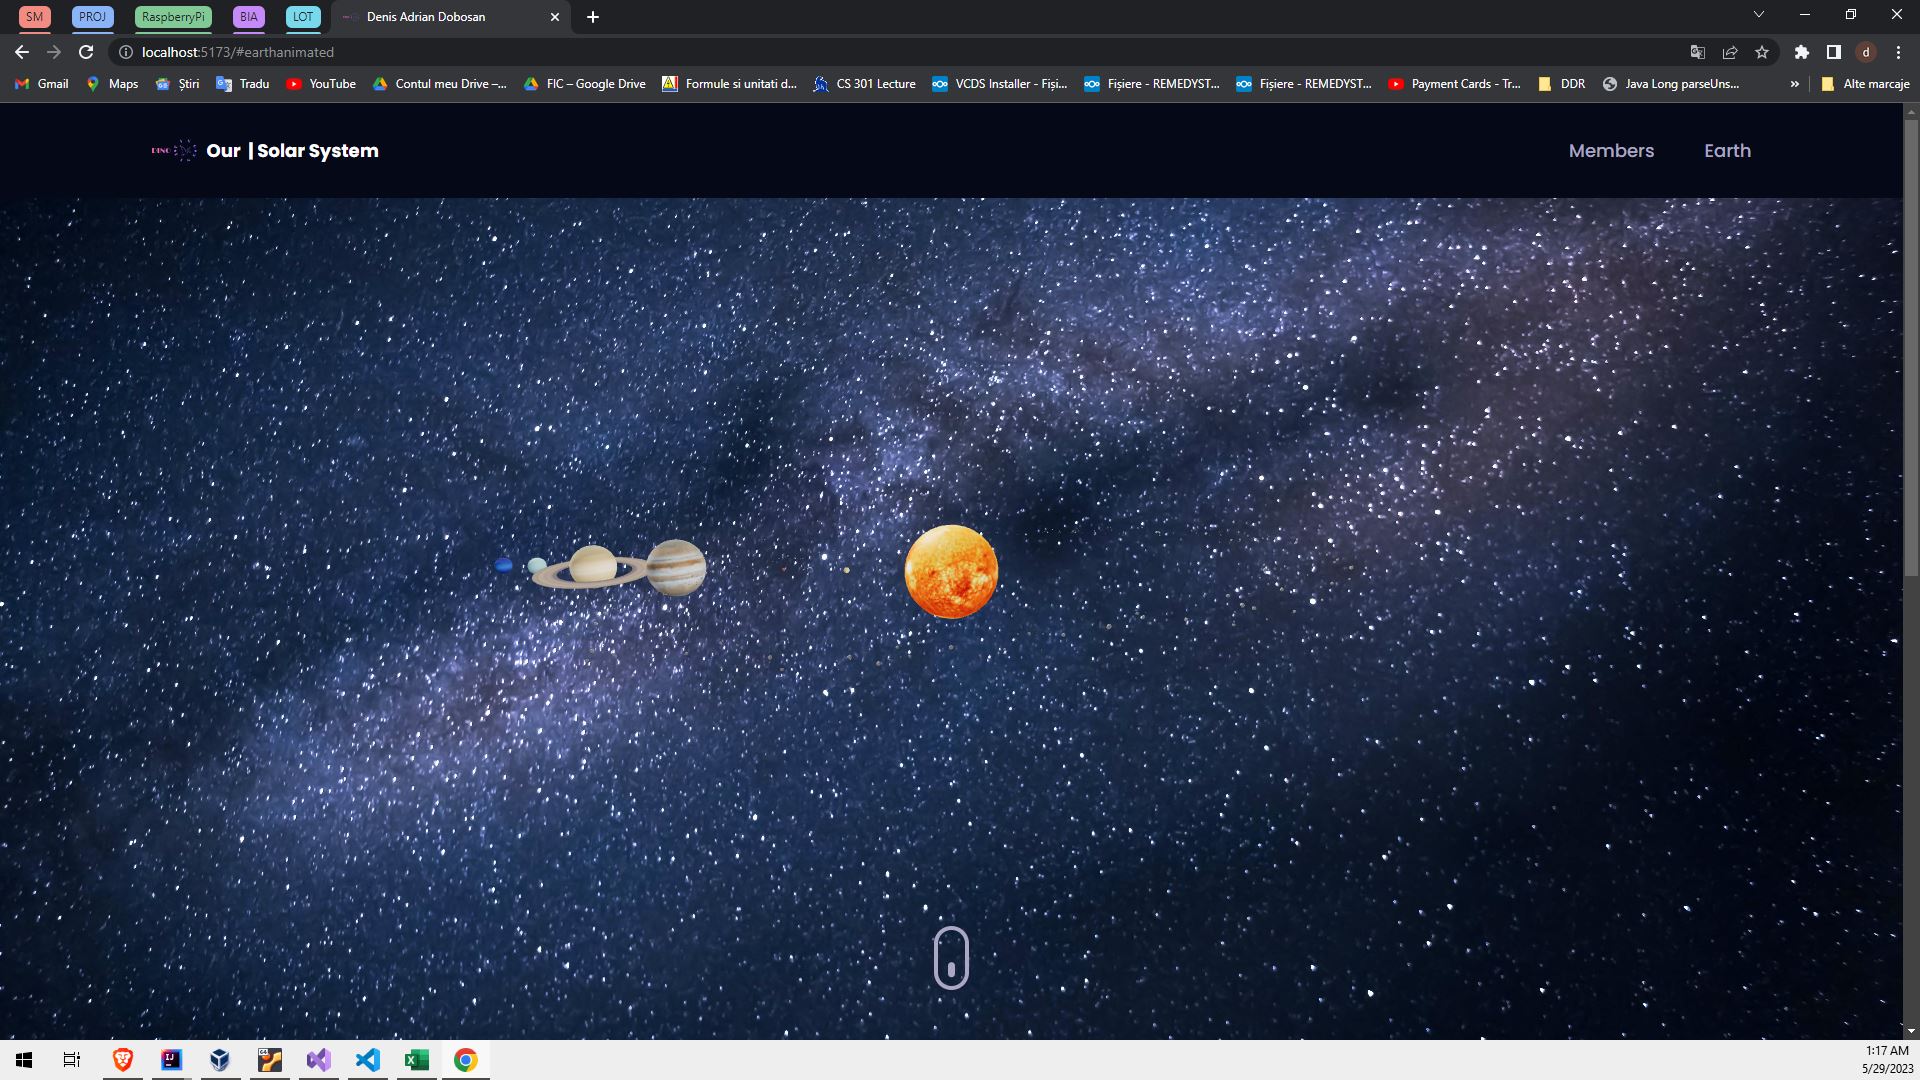 SM PROJ RaspberryPi BIA LOT Denis Adrian Dobosan
localhost:5173/#earthanimated d
Gmail Maps Știri Tradu YouTube Contul meu Drive –... FIC – Google Drive Formule si unitati d... CS 301 Lecture VCDS Installer - Fiși... Fișiere - REMEDYST... Fișiere - REMEDYST... Payment Cards - Tr... DDR Java Long parseUns... » Alte marcaje
DINO Our | Solar System Members Earth
1:17 AM
5/29/2023